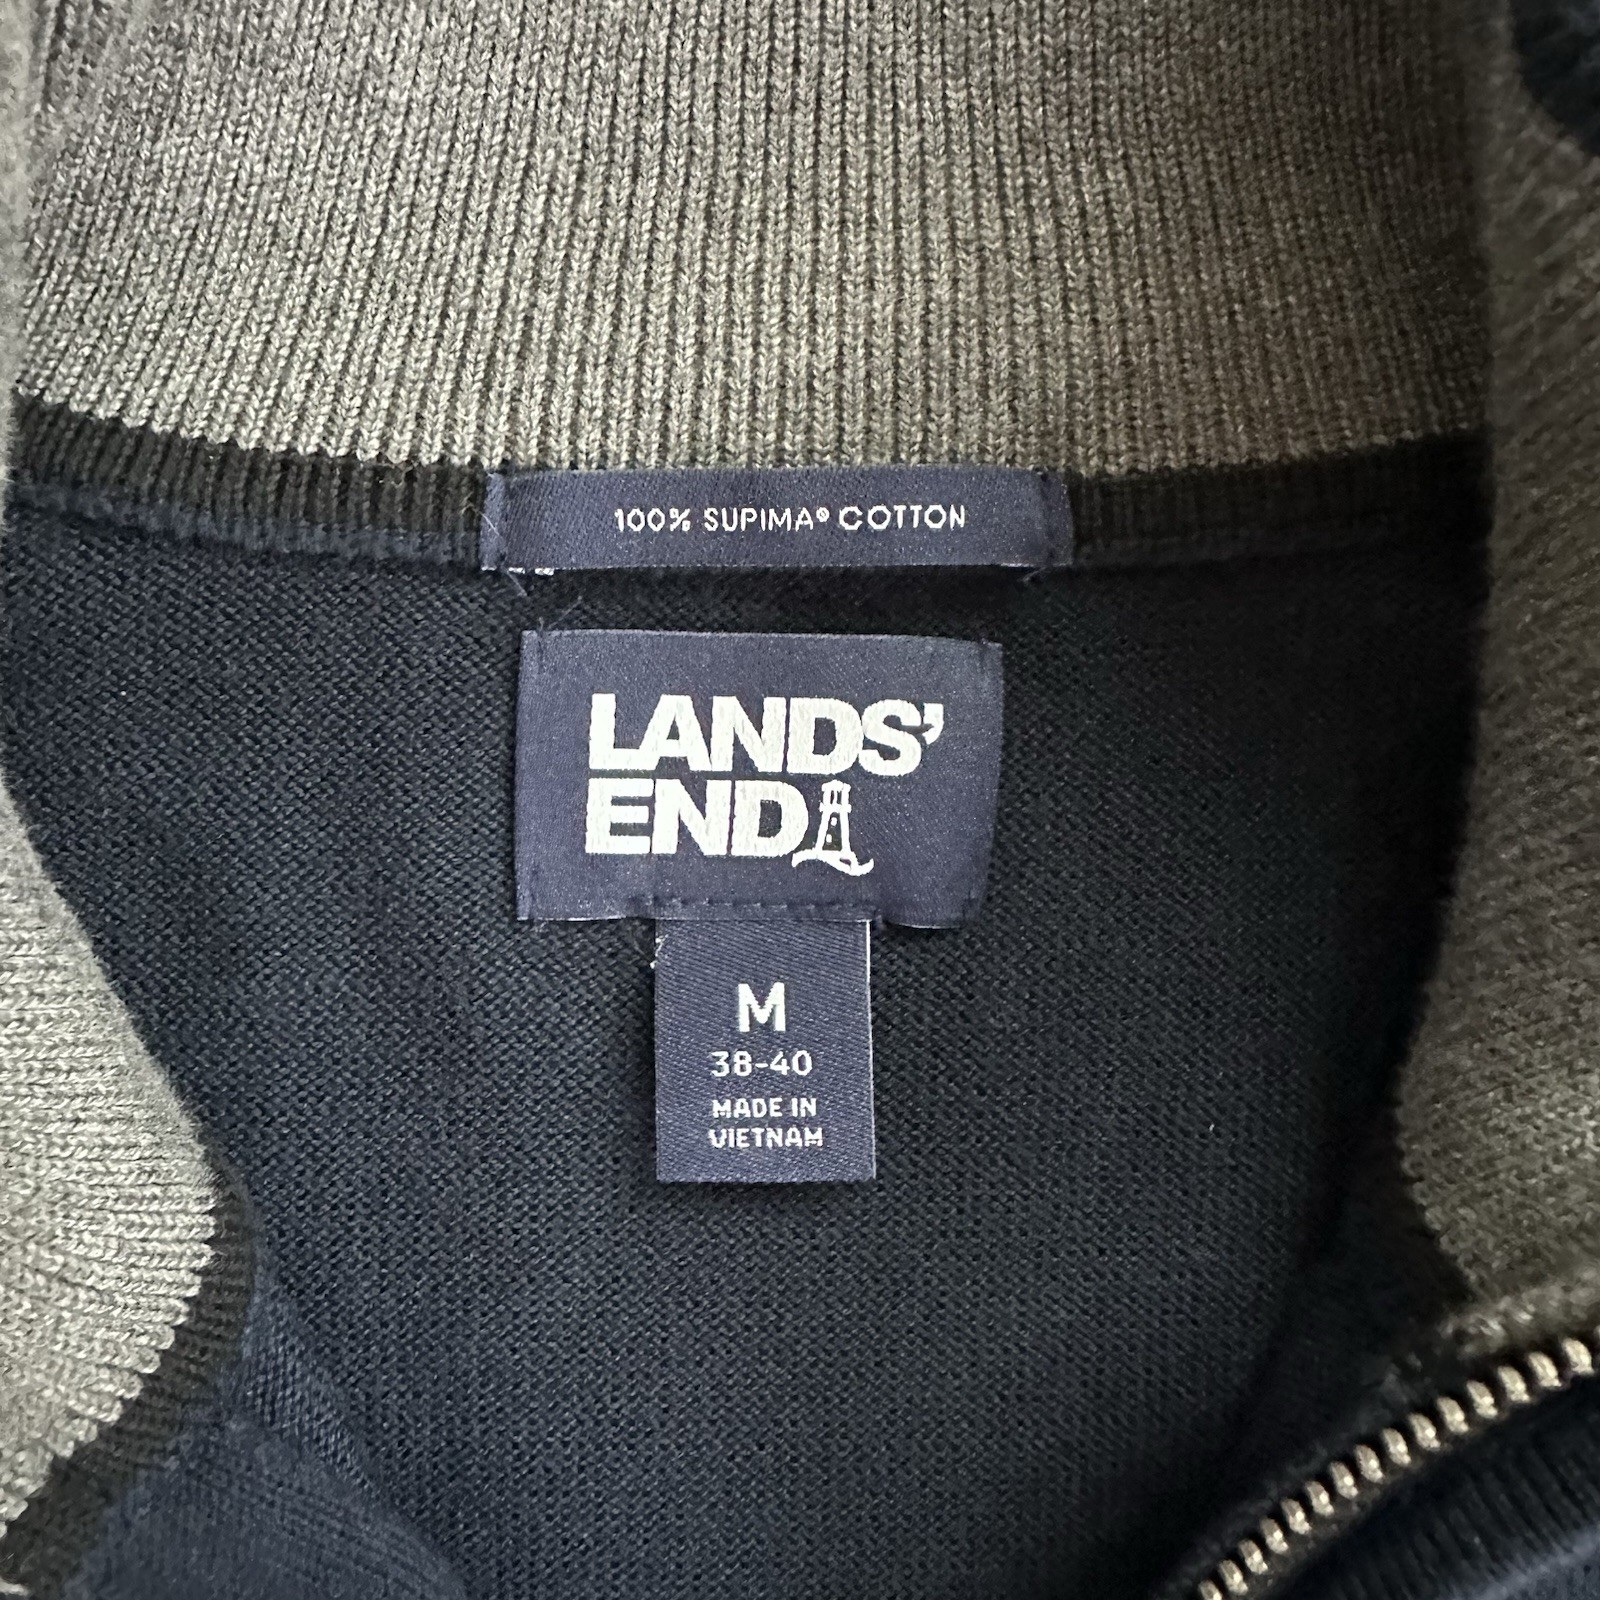 100% SUPIMA® COTTON
LANDS'
END
M
38-40
MADE IN
VIETNAM